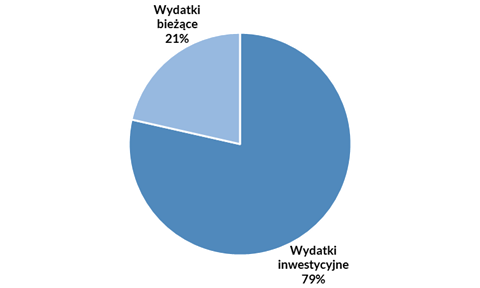 Wydatki
bieżące
21%
Wydatki
inwestycyjne
79%